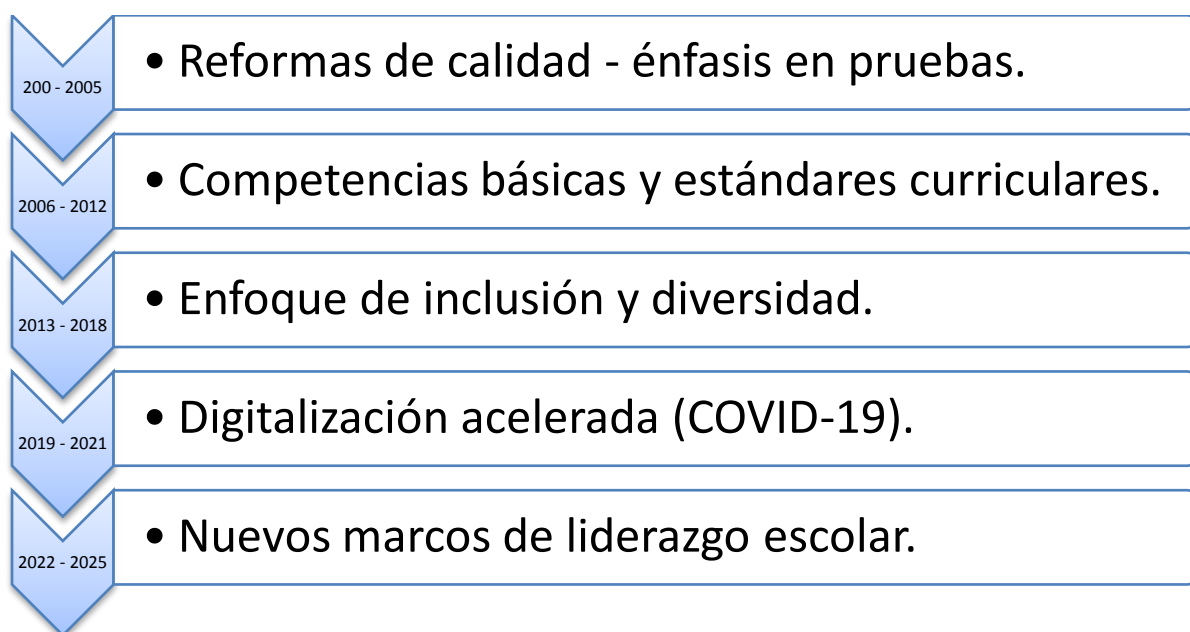 200 - 2005
• Reformas de calidad - énfasis en pruebas.
2006 - 2012
• Competencias básicas y estándares curriculares.
2013 - 2018
• Enfoque de inclusión y diversidad.
2019 - 2021
• Digitalización acelerada (COVID-19).
2022 - 2025
• Nuevos marcos de liderazgo escolar.